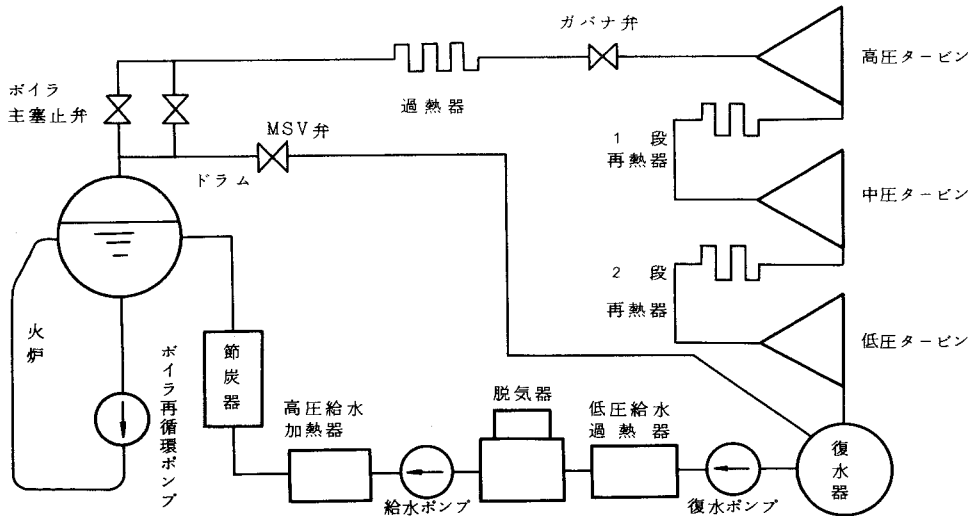 ガバナ弁
高圧タービン
ボイラ
主塞止弁
過熱器
MSV弁
1段
再熱器
ドラム
中圧タービン
2段
再熱器
火炉
ボイラ再循環ポンプ
節炭器
低圧タービン
高圧給水
加熱器
脱気器
低圧給水
過熱器
復水器
給水ポンプ
復水ポンプ